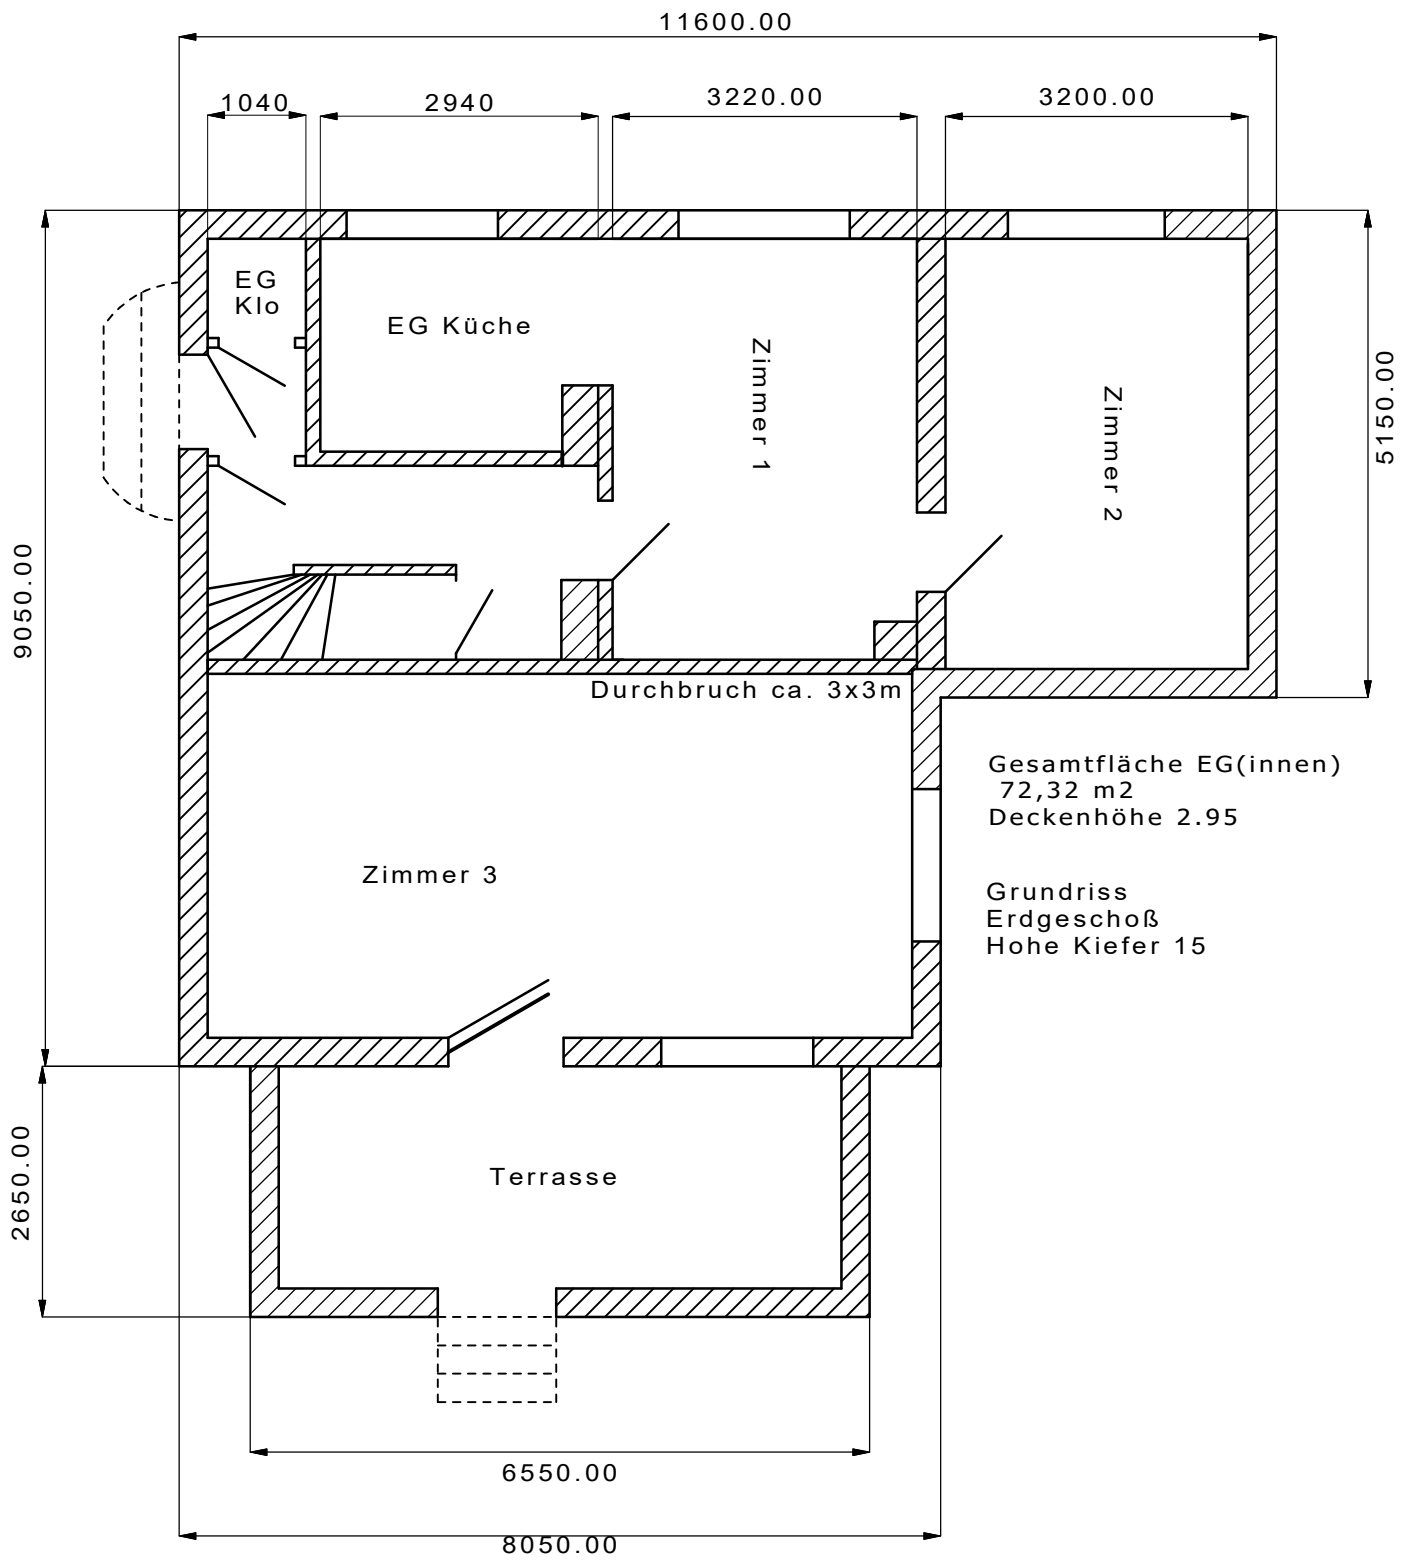 11600.00
1040
2940
3220.00
3200.00
EG
Klo
EG Küche
Zimmer 1
Zimmer 2
5150.00
9050.00
Durchbruch ca. 3x3m
Gesamtfläche EG(innen)
72,32 m2
Deckenhöhe 2.95
Zimmer 3
Grundriss
Erdgeschoß
Hohe Kiefer 15
2650.00
Terrasse
6550.00
8050.00